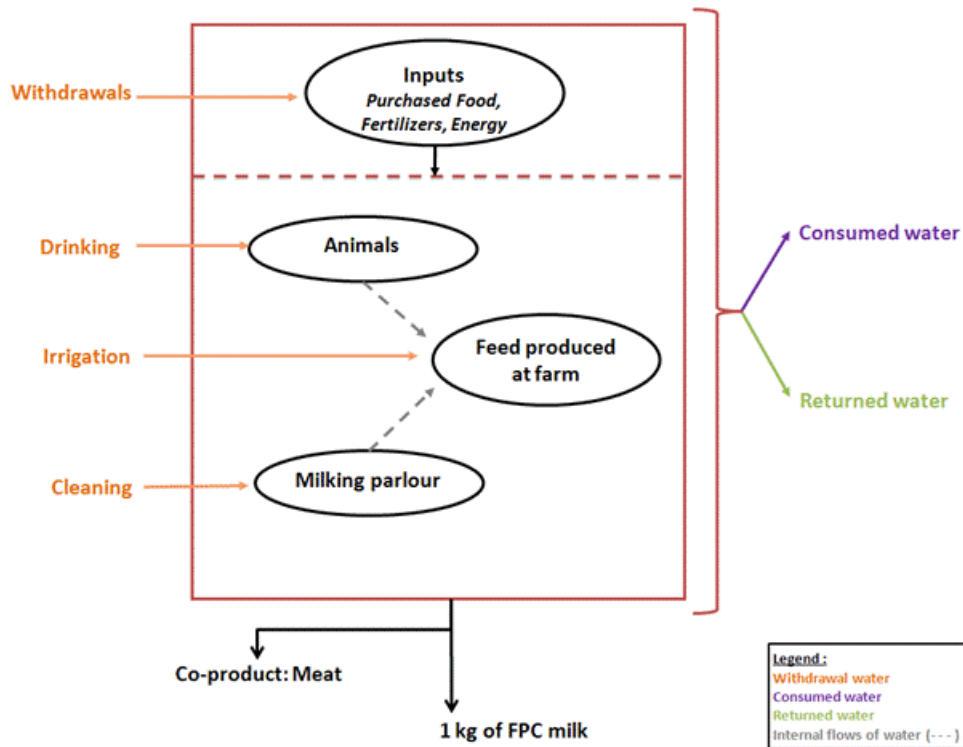 Inputs
Purchased Food,
Fertilizers, Energy
Withdrawals
Drinking
Animals
Consumed water
Irrigation
Feed produced
at farm
Returned water
Cleaning
Milking parlour
Co-product: Meat
1 kg of FPC milk
Legend :
Withdrawal water
Consumed water
Returned water
Internal flows of water (- - - )